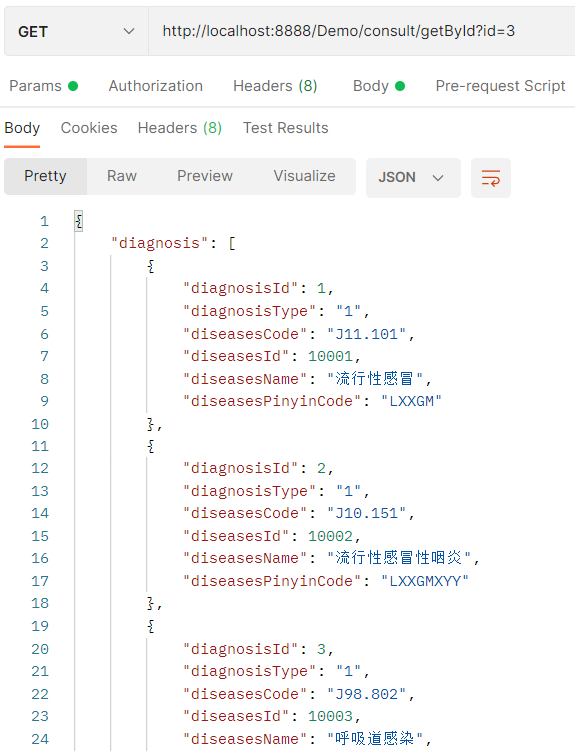 GET http://localhost:8888/Demo/consult/getById?id=3
Params Authorization Headers (8) Body Pre-request Script
Body Cookies Headers (8) Test Results
Pretty Raw Preview Visualize JSON
1 {
2 "diagnosis": [
3 {
4 "diagnosisId": 1,
5 "diagnosisType": "1",
6 "diseasesCode": "J11.101",
7 "diseasesId": 10001,
8 "diseasesName": "流行性感冒",
9 "diseasesPinyinCode": "LXXGM"
10 },
11 {
12 "diagnosisId": 2,
13 "diagnosisType": "1",
14 "diseasesCode": "J10.151",
15 "diseasesId": 10002,
16 "diseasesName": "流行性感冒性咽炎",
17 "diseasesPinyinCode": "LXXGMXYY"
18 },
19 {
20 "diagnosisId": 3,
21 "diagnosisType": "1",
22 "diseasesCode": "J98.802",
23 "diseasesId": 10003,
24 "diseasesName": "呼吸道感染",